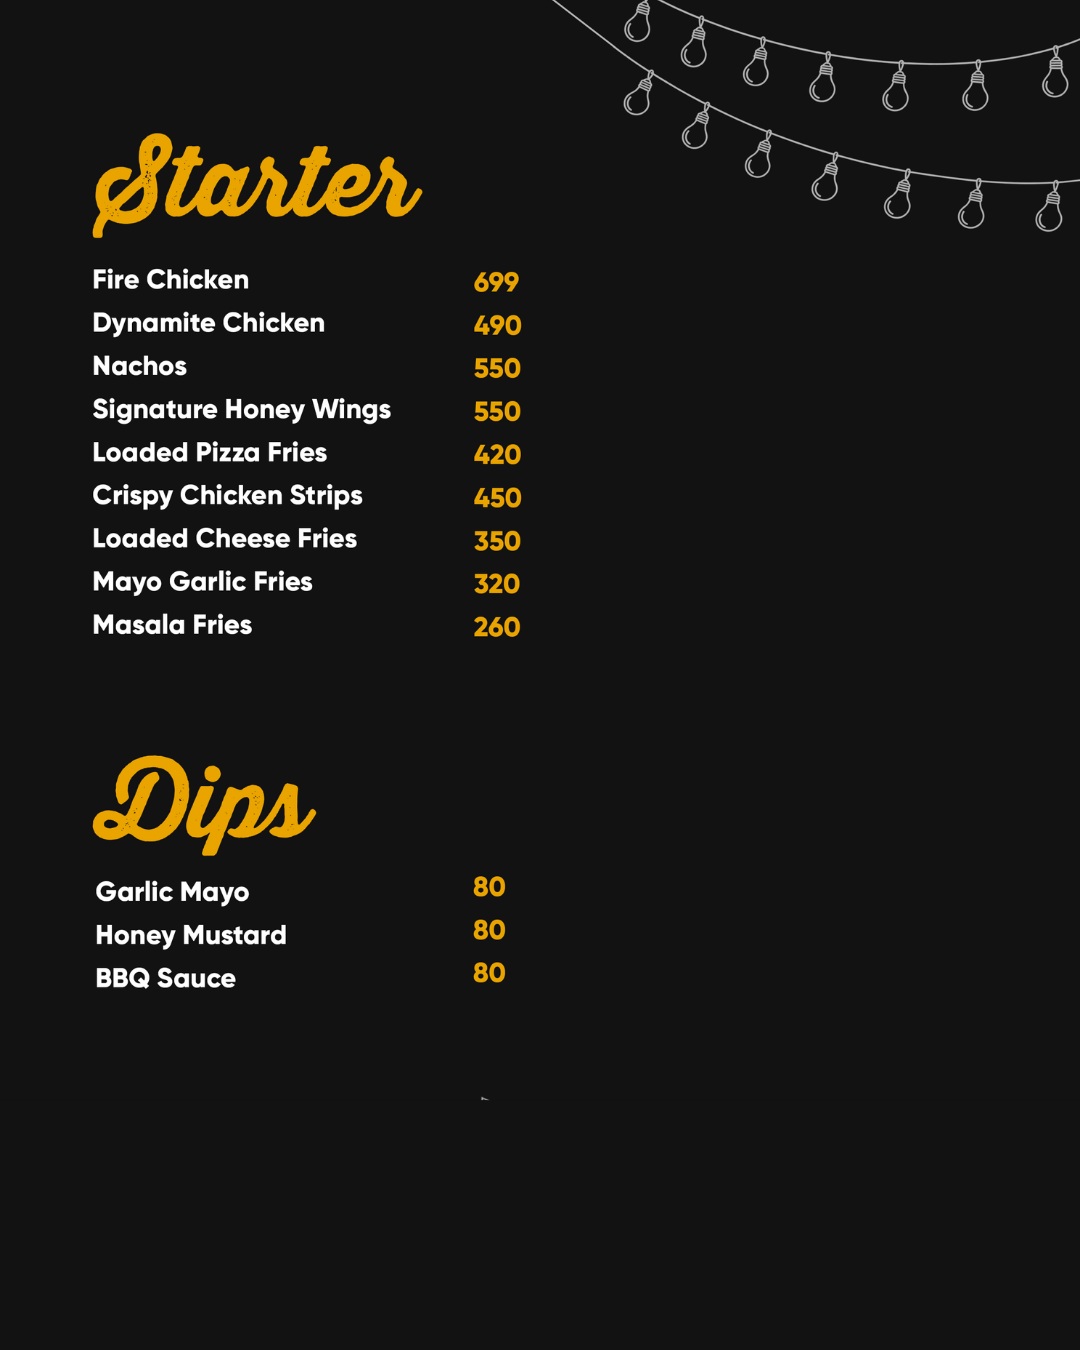 Starter
Fire Chicken 699
Dynamite Chicken 490
Nachos 550
Signature Honey Wings 550
Loaded Pizza Fries 420
Crispy Chicken Strips 450
Loaded Cheese Fries 350
Mayo Garlic Fries 320
Masala Fries 260
Dips
Garlic Mayo 80
Honey Mustard 80
BBQ Sauce 80